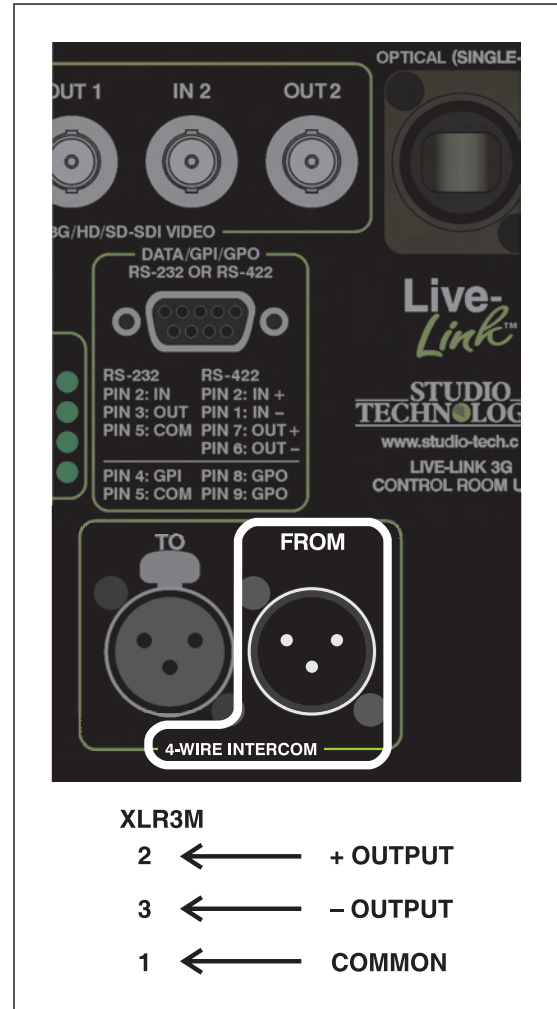 OPTICAL (SINGLE-
OUT 1 IN 2 OUT 2
3G/HD/SD-SDI VIDEO
DATA/GPI/GPO
RS-232 OR RS-422
RS-232 RS-422
PIN 2: IN PIN 2: IN +
PIN 3: OUT PIN 1: IN –
PIN 5: COM PIN 7: OUT +
PIN 6: OUT –
PIN 4: GPI PIN 8: GPO
PIN 5: COM PIN 9: GPO
Live-
Link™
STUDIO
TECHNOLOG
www.studio-tech.c
LIVE-LINK 3G
CONTROL ROOM U
TO FROM
4-WIRE INTERCOM
XLR3M
2 ← + OUTPUT
3 ← – OUTPUT
1 ← COMMON